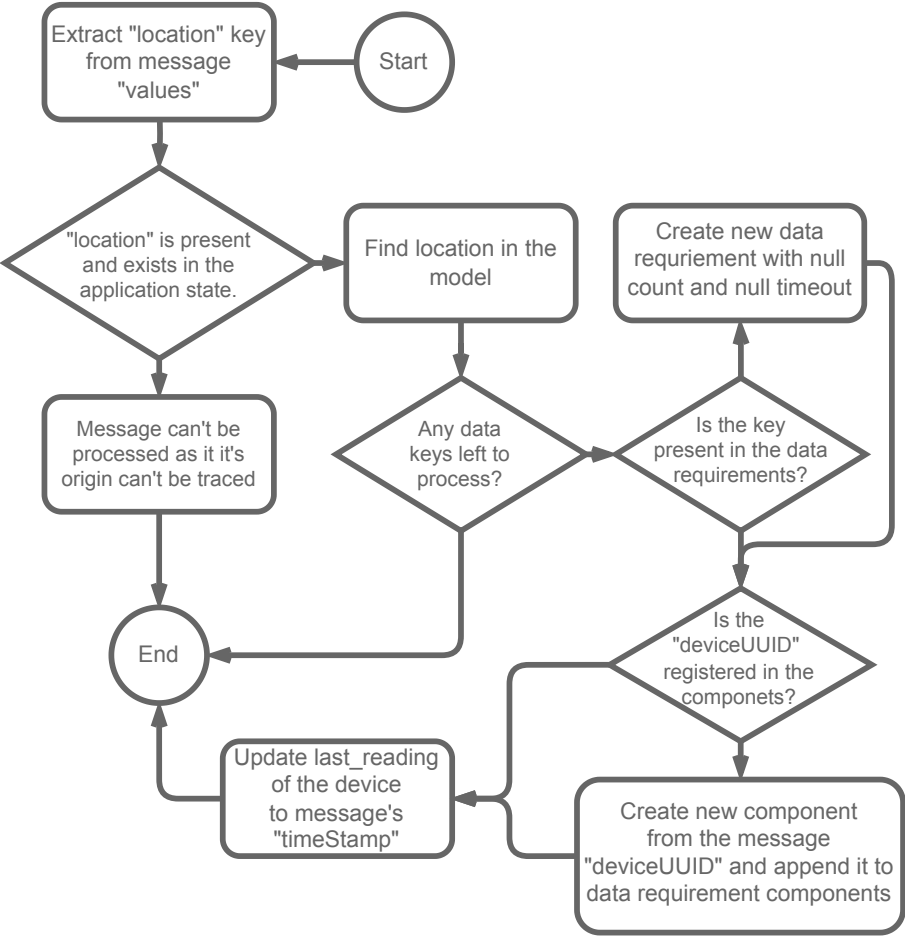 Extract "location" key
from message
"values"
Start
"location" is present
and exists in the
application state.
Find location in the
model
Create new data
requriement with null
count and null timeout
Message can't be
processed as it it's
origin can't be traced
Any data
keys left to
process?
Is the key
present in the data
requirements?
End
Is the
"deviceUUID"
registered in the
componets?
Update last_reading
of the device
to message's
"timeStamp"
Create new component
from the message
"deviceUUID" and append it to
data requirement components